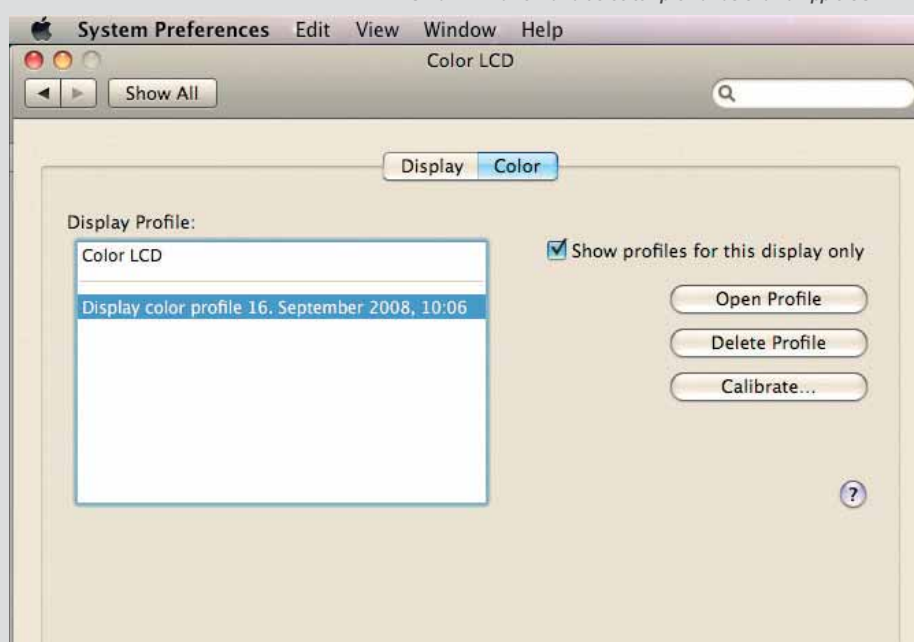 System Preferences Edit View Window Help
Color LCD
Show All
Display Color
Display Profile:
Color LCD
Display color profile 16. September 2008, 10:06
Show profiles for this display only
Open Profile
Delete Profile
Calibrate...
?